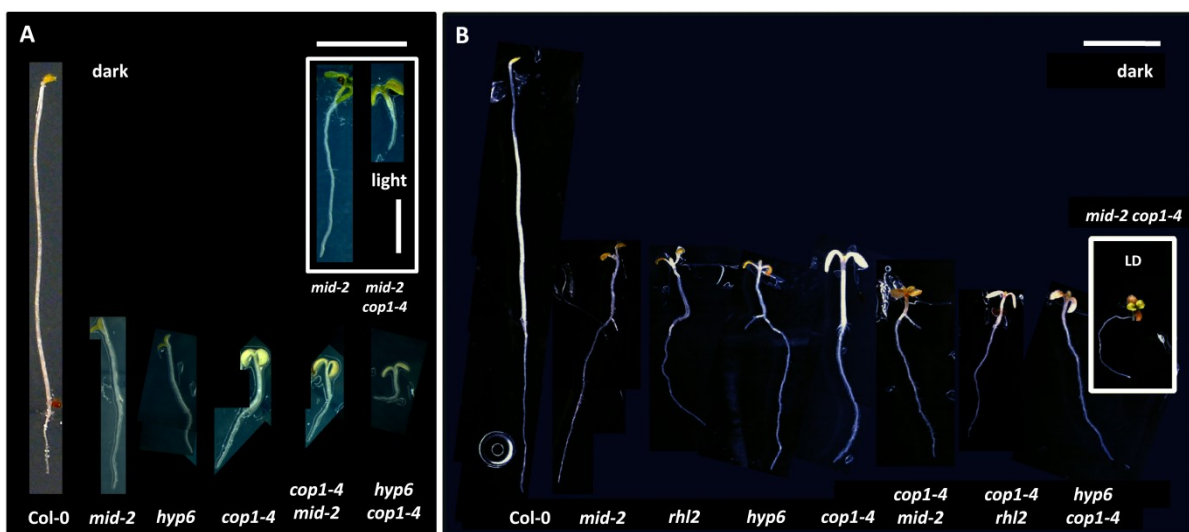 A
dark
light
mid-2
mid-2
cop1-4
Col-0
mid-2
hyp6
cop1-4
cop1-4
mid-2
hyp6
cop1-4
B
dark
mid-2 cop1-4
LD
Col-0
mid-2
rhl2
hyp6
cop1-4
cop1-4
mid-2
cop1-4
rhl2
hyp6
cop1-4